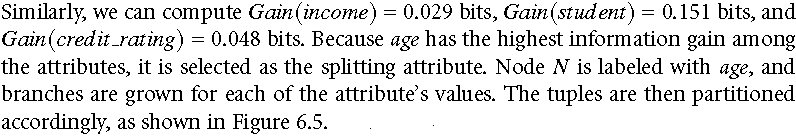 Similarly, we can compute Gain(income) = 0.029 bits, Gain(student) = 0.151 bits, and
Gain(credit_rating) = 0.048 bits. Because age has the highest information gain among
the attributes, it is selected as the splitting attribute. Node N is labeled with age, and
branches are grown for each of the attribute's values. The tuples are then partitioned
accordingly, as shown in Figure 6.5.